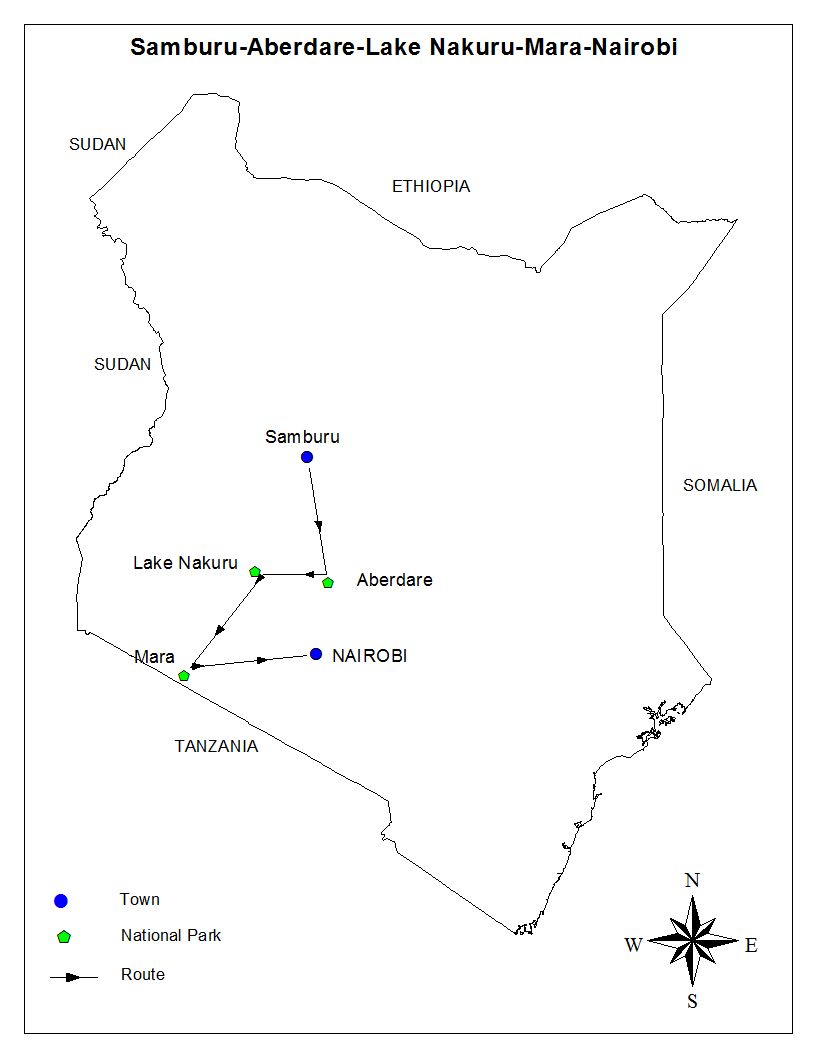 Samburu-Aberdare-Lake Nakuru-Mara-Nairobi
SUDAN
ETHIOPIA
SUDAN
Samburu
SOMALIA
Lake Nakuru
Aberdare
Mara
NAIROBI
TANZANIA
Town
National Park
Route
N
W
E
S